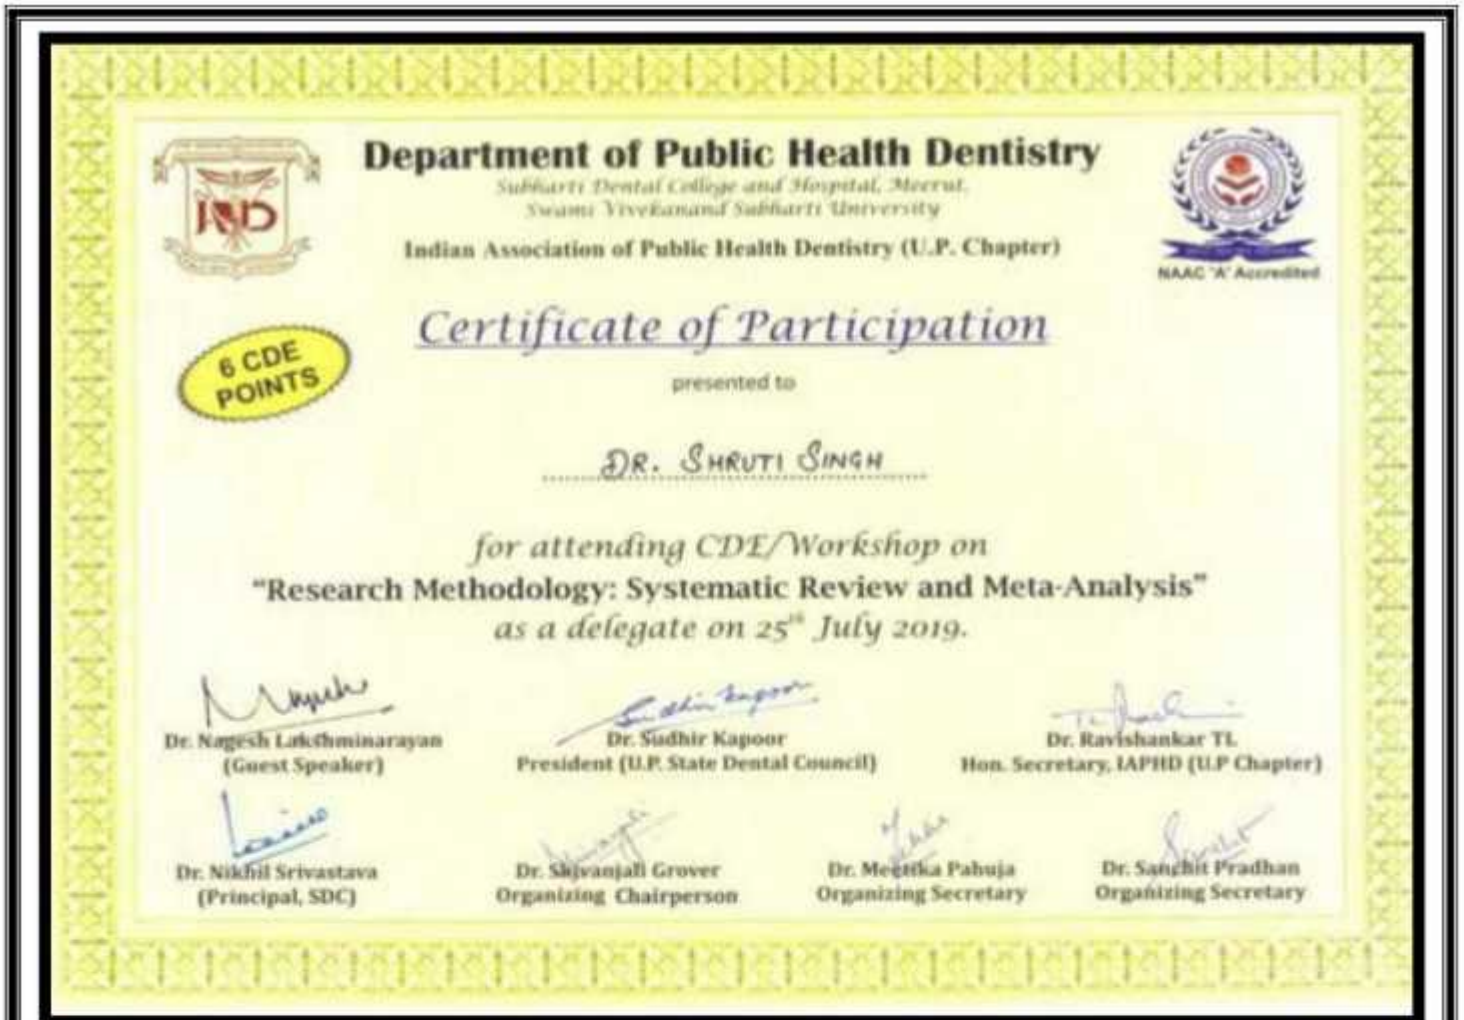 Department of Public Health Dentistry
Subharti Dental College and Hospital, Meerut.
Swami Vivekanand Subharti University
Indian Association of Public Health Dentistry (U.P. Chapter)
NAAC 'A' Accredited
Certificate of Participation
6 CDE
POINTS
presented to
DR. SHRUTI SINGH
for attending CDE/Workshop on
"Research Methodology: Systematic Review and Meta-Analysis"
as a delegate on 25th July 2019.
Sudhir Kapoor
Dr. Nagesh Lakshminarayan
(Guest Speaker)
Dr. Sudhir Kapoor
President (U.P. State Dental Council)
Dr. Ravishankar TL
Hon. Secretary, IAPHD (U.P Chapter)
Dr. Nikhil Srivastava
(Principal, SDC)
Dr. Shivanjali Grover
Organizing Chairperson
Dr. Meetika Pahuja
Organizing Secretary
Dr. Sanchit Pradhan
Organizing Secretary